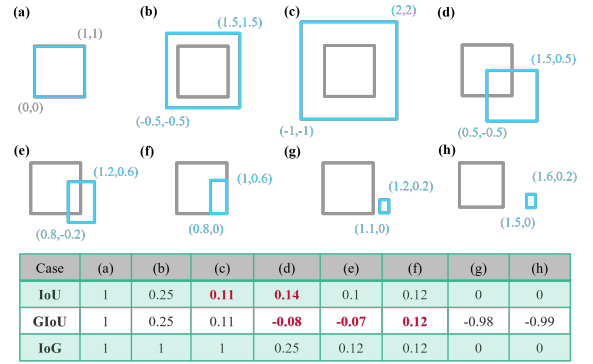 (a)
(1,1)
(0,0)
(b)
(1.5,1.5)
(-0.5,-0.5)
(c)
(2,2)
(-1,-1)
(d)
(1.5,0.5)
(0.5,-0.5)
(e)
(1.2,0.6)
(0.8,-0.2)
(f)
(1,0.6)
(0.8,0)
(g)
(1.2,0.2)
(1.1,0)
(h)
(1.6,0.2)
(1.5,0)
Case (a) (b) (c) (d) (e) (f) (g) (h)
IoU 1 0.25 0.11 0.14 0.1 0.12 0 0
GIoU 1 0.25 0.11 -0.08 -0.07 0.12 -0.98 -0.99
IoG 1 1 1 0.25 0.12 0.12 0 0